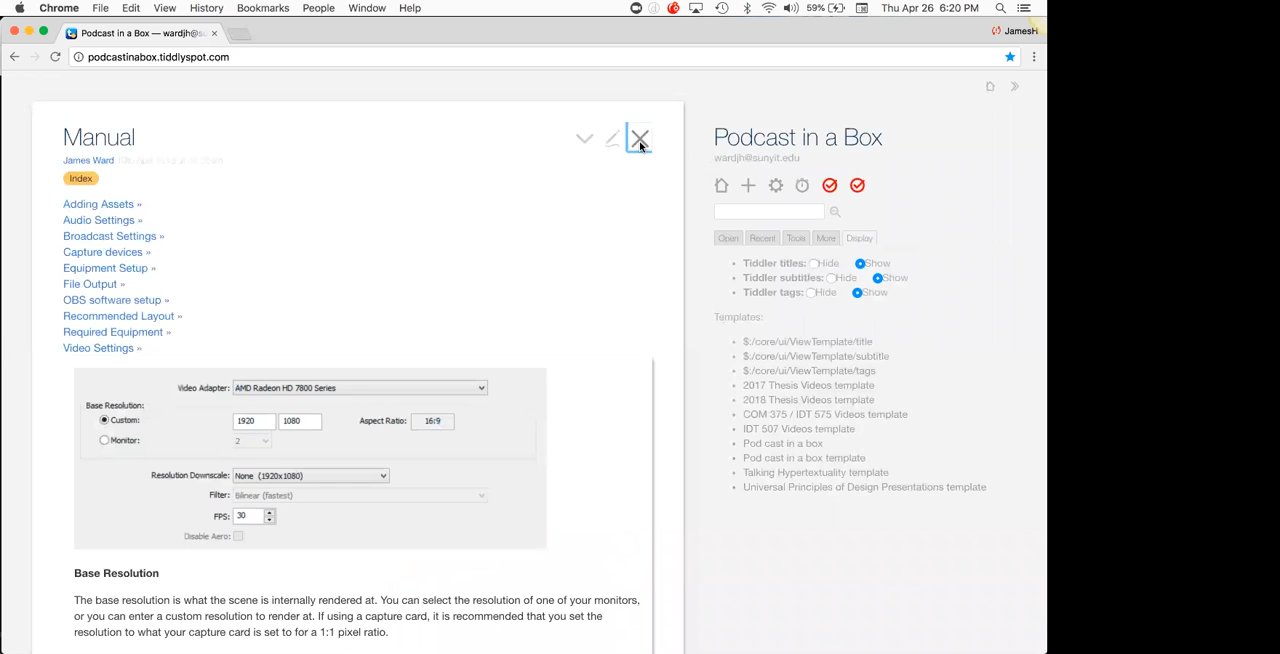 Chrome File Edit View History Bookmarks People Window Help 59% Thu Apr 26 6:20 PM
Podcast in a Box — wardjh@su
JamesH
podcastinabox.tiddlyspot.com
Manual
James Ward
Index
Adding Assets »
Audio Settings »
Broadcast Settings »
Capture devices »
Equipment Setup »
File Output »
OBS software setup »
Recommended Layout »
Required Equipment »
Video Settings »
Video Adapter: AMD Radeon HD 7800 Series
Base Resolution:
Custom: 1920 1080 Aspect Ratio: 16:9
Monitor: 2
Resolution Downscale: None (1920x1080)
Filter: Bilinear (fastest)
FPS: 30
Disable Aero:
Base Resolution
The base resolution is what the scene is internally rendered at. You can select the resolution of one of your monitors,
or you can enter a custom resolution to render at. If using a capture card, it is recommended that you set the
resolution to what your capture card is set to for a 1:1 pixel ratio.
Podcast in a Box
wardjh@sunyit.edu
Open Recent Tools More Display
Tiddler titles: Hide Show
Tiddler subtitles: Hide Show
Tiddler tags: Hide Show
Templates:
$:/core/ui/ViewTemplate/title
$:/core/ui/ViewTemplate/subtitle
$:/core/ui/ViewTemplate/tags
2017 Thesis Videos template
2018 Thesis Videos template
COM 375 / IDT 575 Videos template
IDT 507 Videos template
Pod cast in a box
Pod cast in a box template
Talking Hypertextuality template
Universal Principles of Design Presentations template